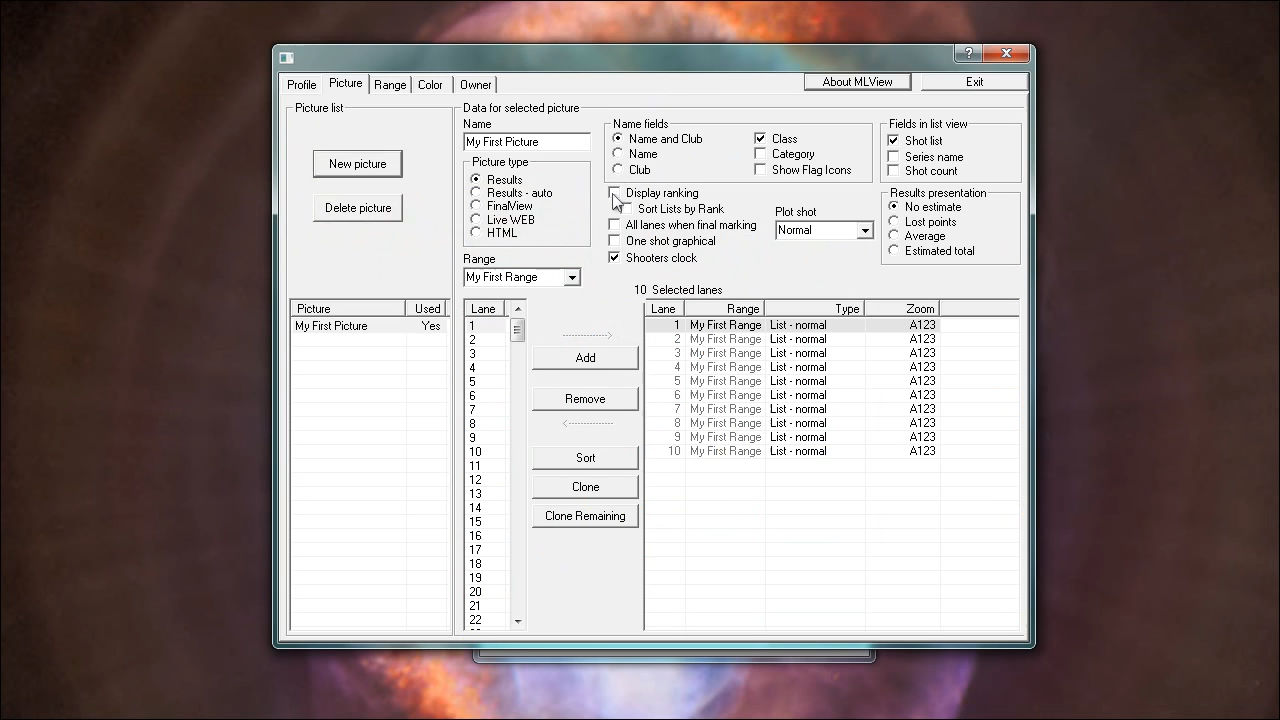 ?
Profile Picture Range Color Owner About MLView Exit
Picture list
New picture
Delete picture
Picture Used
My First Picture Yes
Data for selected picture
Name
My First Picture
Picture type
Results
Results - auto
FinalView
Live WEB
HTML
Range
My First Range
Name fields
Name and Club
Name
Club
Class
Category
Show Flag Icons
Display ranking
Sort Lists by Rank
All lanes when final marking
One shot graphical
Shooters clock
Plot shot
Normal
Fields in list view
Shot list
Series name
Shot count
Results presentation
No estimate
Lost points
Average
Estimated total
Lane
1
2
3
4
5
6
7
8
9
10
11
12
13
14
15
16
17
18
19
20
21
22
Add
Remove
Sort
Clone
Clone Remaining
10 Selected lanes
Lane Range Type Zoom
1 My First Range List - normal A123
2 My First Range List - normal A123
3 My First Range List - normal A123
4 My First Range List - normal A123
5 My First Range List - normal A123
6 My First Range List - normal A123
7 My First Range List - normal A123
8 My First Range List - normal A123
9 My First Range List - normal A123
10 My First Range List - normal A123